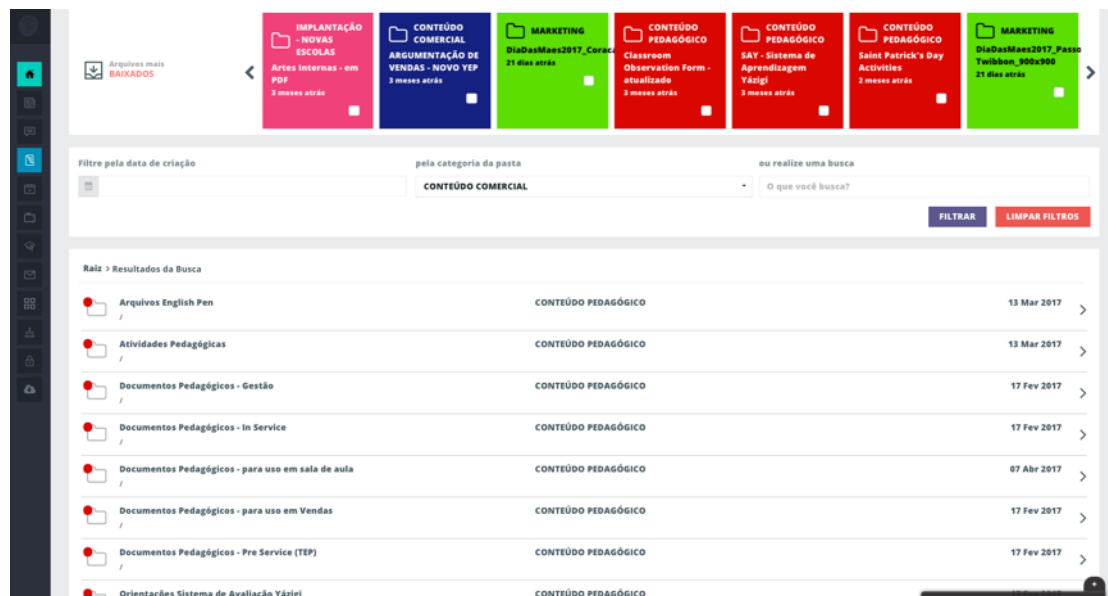 Arquivos mais
BAIXADOS
IMPLANTAÇÃO
- NOVAS
ESCOLAS
Artes Internas - em
PDF
3 meses atrás
CONTEÚDO
COMERCIAL
ARGUMENTAÇÃO DE
VENDAS - NOVO YEP
3 meses atrás
MARKETING
DiaDasMaes2017_Coraca
21 dias atrás
CONTEÚDO
PEDAGÓGICO
Classroom
Observation Form -
atualizado
3 meses atrás
CONTEÚDO
PEDAGÓGICO
SAY - Sistema de
Aprendizagem
Yázigi
3 meses atrás
CONTEÚDO
PEDAGÓGICO
Saint Patrick's Day
Activities
2 meses atrás
MARKETING
DiaDasMaes2017_Passo
Twibbon_900x900
21 dias atrás
Filtre pela data de criação
pela categoria da pasta
CONTEÚDO COMERCIAL
ou realize uma busca
O que você busca?
FILTRAR
LIMPAR FILTROS
Raiz > Resultados da Busca
Arquivos English Pen CONTEÚDO PEDAGÓGICO 13 Mar 2017
/
Atividades Pedagógicas CONTEÚDO PEDAGÓGICO 13 Mar 2017
/
Documentos Pedagógicos - Gestão CONTEÚDO PEDAGÓGICO 17 Fev 2017
/
Documentos Pedagógicos - In Service CONTEÚDO PEDAGÓGICO 17 Fev 2017
/
Documentos Pedagógicos - para uso em sala de aula CONTEÚDO PEDAGÓGICO 07 Abr 2017
/
Documentos Pedagógicos - para uso em Vendas CONTEÚDO PEDAGÓGICO 17 Fev 2017
/
Documentos Pedagógicos - Pre Service (TEP) CONTEÚDO PEDAGÓGICO 17 Fev 2017
/
Orientações Sistema de Avaliação Yázigi CONTEÚDO PEDAGÓGICO